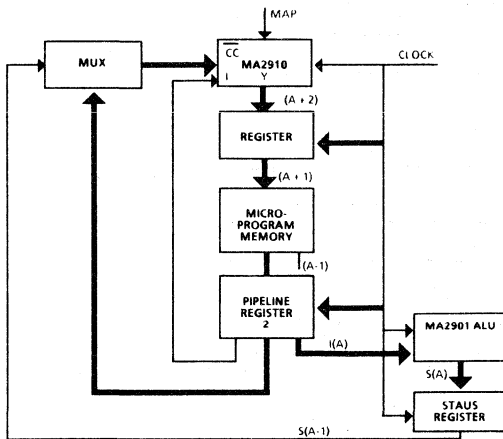 MAP
MUX
CC
MA2910
I
Y
CLOCK
(A + 2)
REGISTER
(A + 1)
MICRO-
PROGRAM
MEMORY
(A-1)
PIPELINE
REGISTER
2
I(A)
MA2901 ALU
S(A)
STAUS
REGISTER
S(A-1)